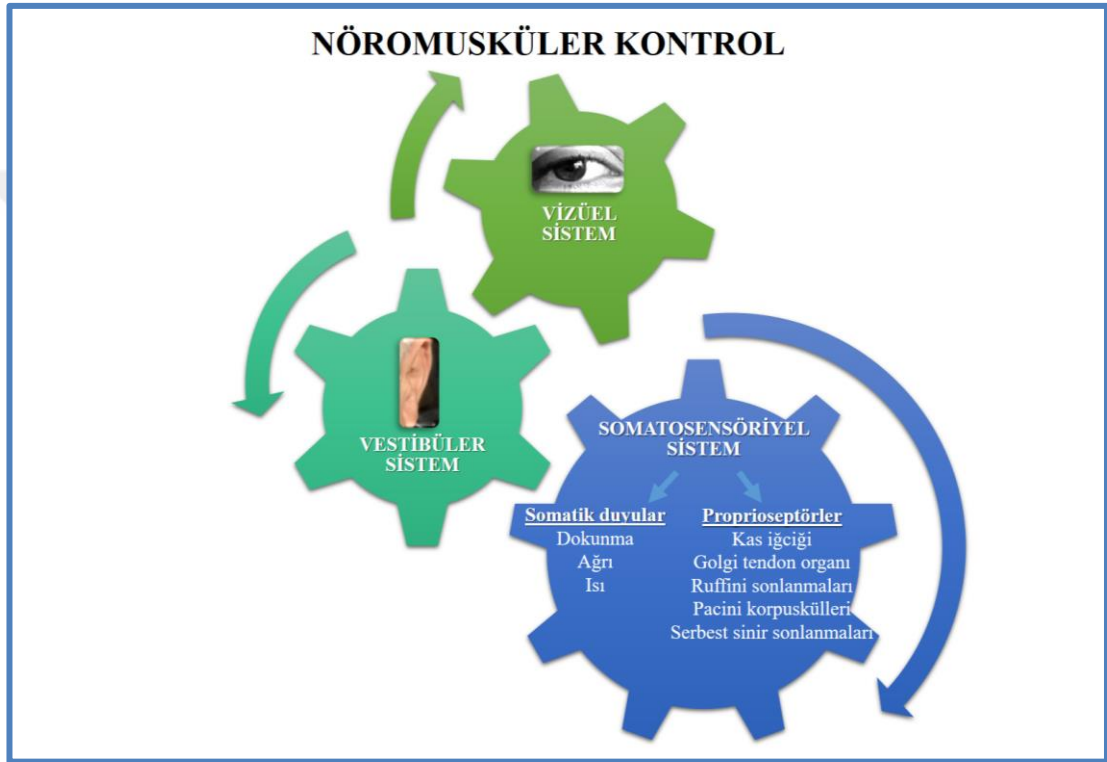 NÖROMUSKÜLER KONTROL
VİZÜEL
SİSTEM
VESTİBÜLER
SİSTEM
SOMATOSENSÖRİYEL
SİSTEM
Somatik duyular
Dokunma
Ağrı
Isı
Proprioseptörler
Kas iğciği
Golgi tendon organı
Ruffini sonlanmaları
Pacini korpuskülleri
Serbest sinir sonlanmaları